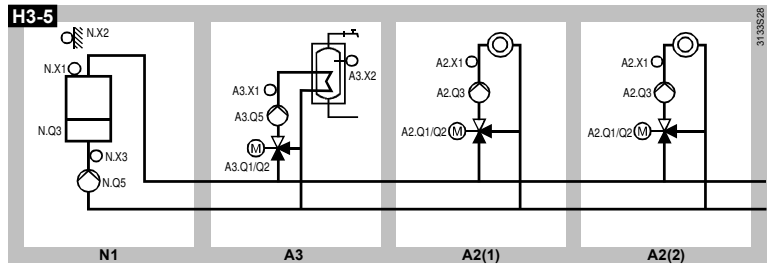 H3-5
3133S28
N.X2
N.X1
N.Q3
N.X3
N.Q5
N1
A3.X1
A3.X2
A3.Q5
M
A3.Q1/Q2
A3
A2.X1
A2.Q3
A2.Q1/Q2 M
A2(1)
A2.X1
A2.Q3
A2.Q1/Q2 M
A2(2)